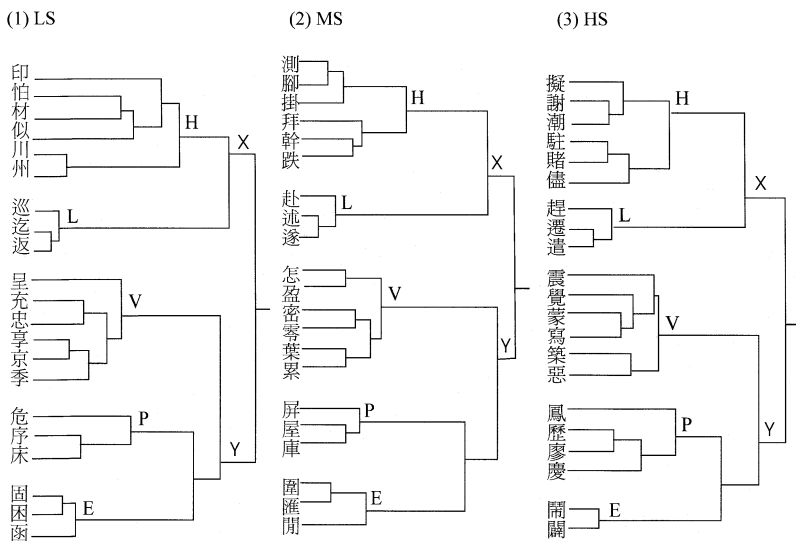 (1) LS
印
怕
材
似
川
州
H
X
巡
迄
返
L
呈
充
忠
享
京
季
V
危
序
床
P
Y
固
困
函
E
(2) MS
測
腳
掛
拜
幹
跌
H
X
赴
述
遂
L
怎
盈
密
零
葉
累
V
Y
屏
屋
庫
P
圍
匯
閒
E
(3) HS
擬
謝
潮
駐
賭
儘
H
X
趕
遷
遣
L
震
覺
蒙
寫
築
惡
V
鳳
歷
廖
慶
P
Y
鬧
闢
E